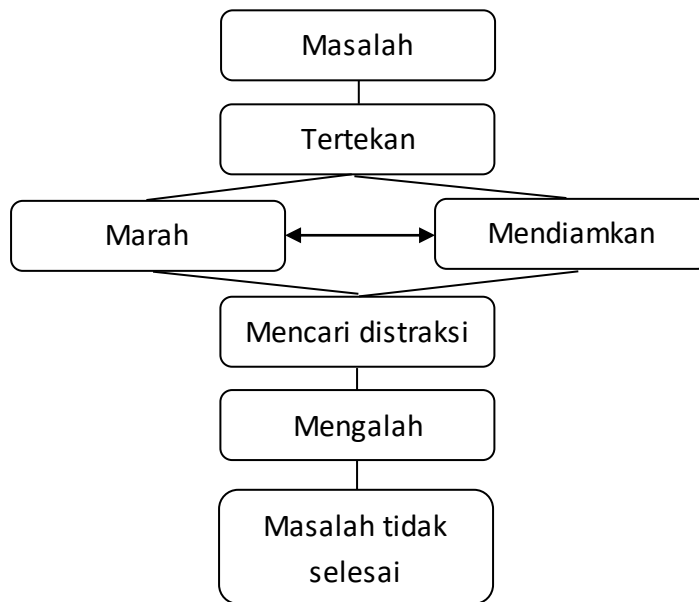 Masalah
Tertekan
Marah
Mendiamkan
Mencari distraksi
Mengalah
Masalah tidak
selesai